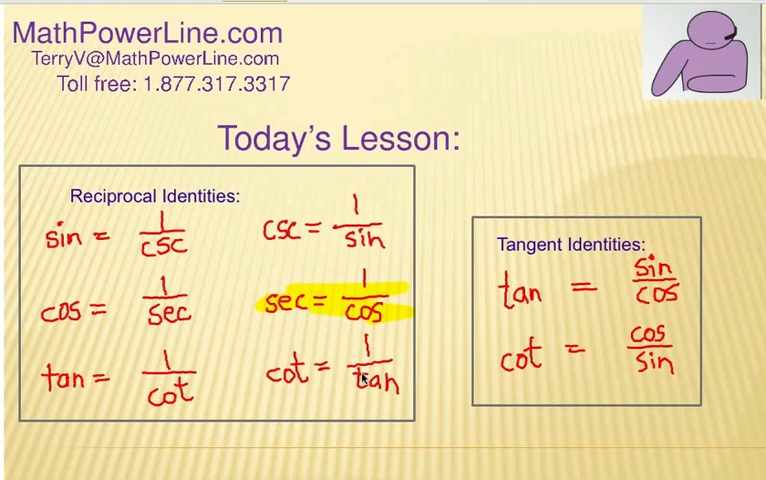 MathPowerLine.com
TerryV@MathPowerLine.com
Toll free: 1.877.317.3317
Today's Lesson:
Reciprocal Identities:
sin = 1/csc
csc = 1/sin
cos = 1/sec
sec = 1/cos
tan = 1/cot
cot = 1/tan
Tangent Identities:
tan = sin/cos
cot = cos/sin